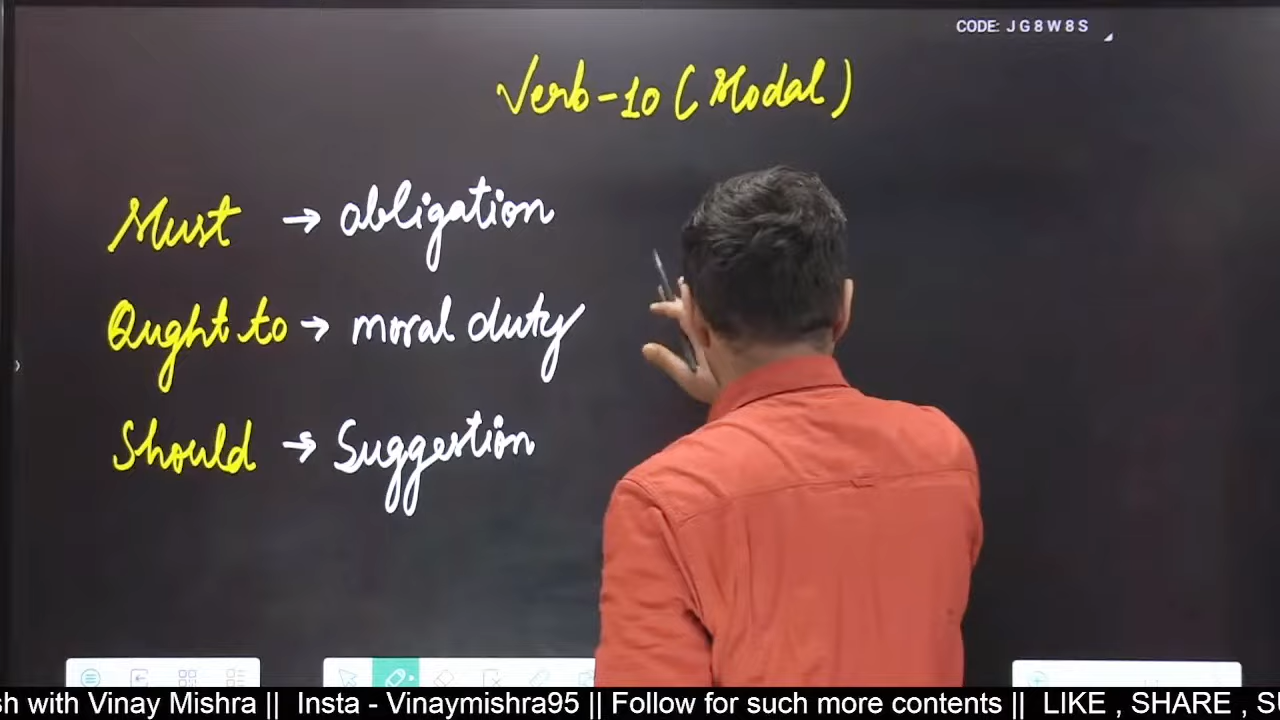 CODE: JG8W8S
Verb-10 (Modal)
Must → obligation
Ought to → moral duty
Should → Suggestion
sh with Vinay Mishra || Insta - Vinaymishra95 || Follow for such more contents || LIKE , SHARE , S